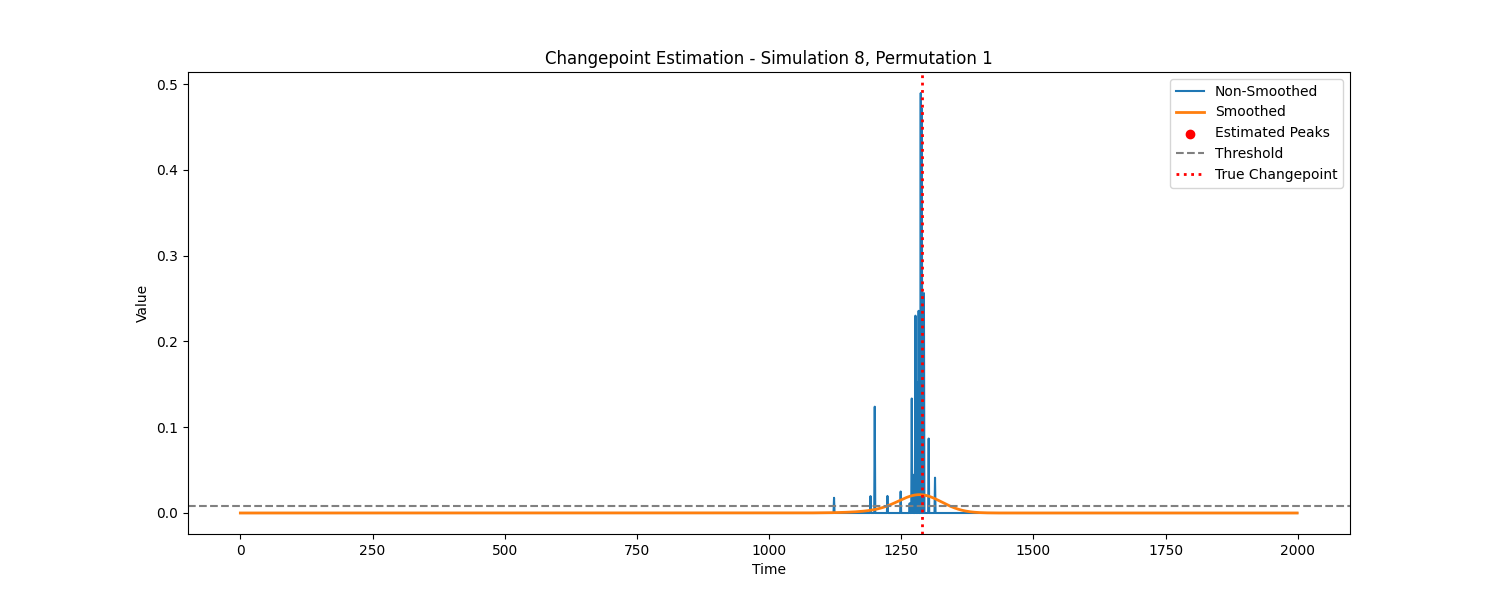 Changepoint Estimation - Simulation 8, Permutation 1
Non-Smoothed
Smoothed
Estimated Peaks
Threshold
True Changepoint
0.5
0.4
0.3
0.2
0.1
0.0
Value
0 250 500 750 1000 1250 1500 1750 2000
Time